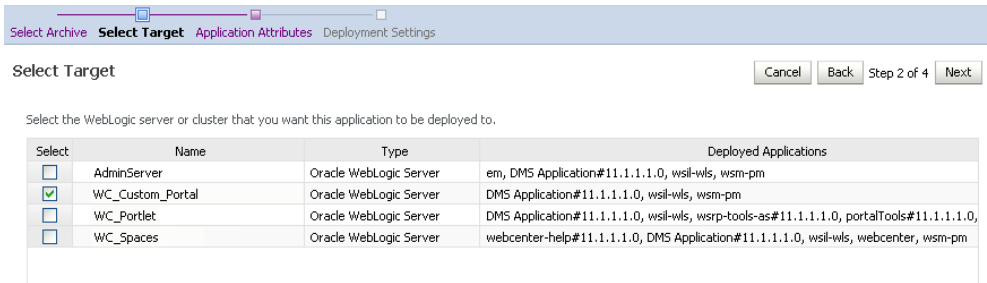 Select Archive Select Target Application Attributes Deployment Settings
Select Target Cancel Back Step 2 of 4 Next
Select the WebLogic server or cluster that you want this application to be deployed to.
Select Name Type Deployed Applications
AdminServer Oracle WebLogic Server em, DMS Application#11.1.1.1.0, wsil-wls, wsm-pm
WC_Custom_Portal Oracle WebLogic Server DMS Application#11.1.1.1.0, wsil-wls, wsm-pm
WC_Portlet Oracle WebLogic Server DMS Application#11.1.1.1.0, wsil-wls, wsrp-tools-as#11.1.1.1.0, portalTools#11.1.1.1.0,
WC_Spaces Oracle WebLogic Server webcenter-help#11.1.1.1.0, DMS Application#11.1.1.1.0, wsil-wls, webcenter, wsm-pm